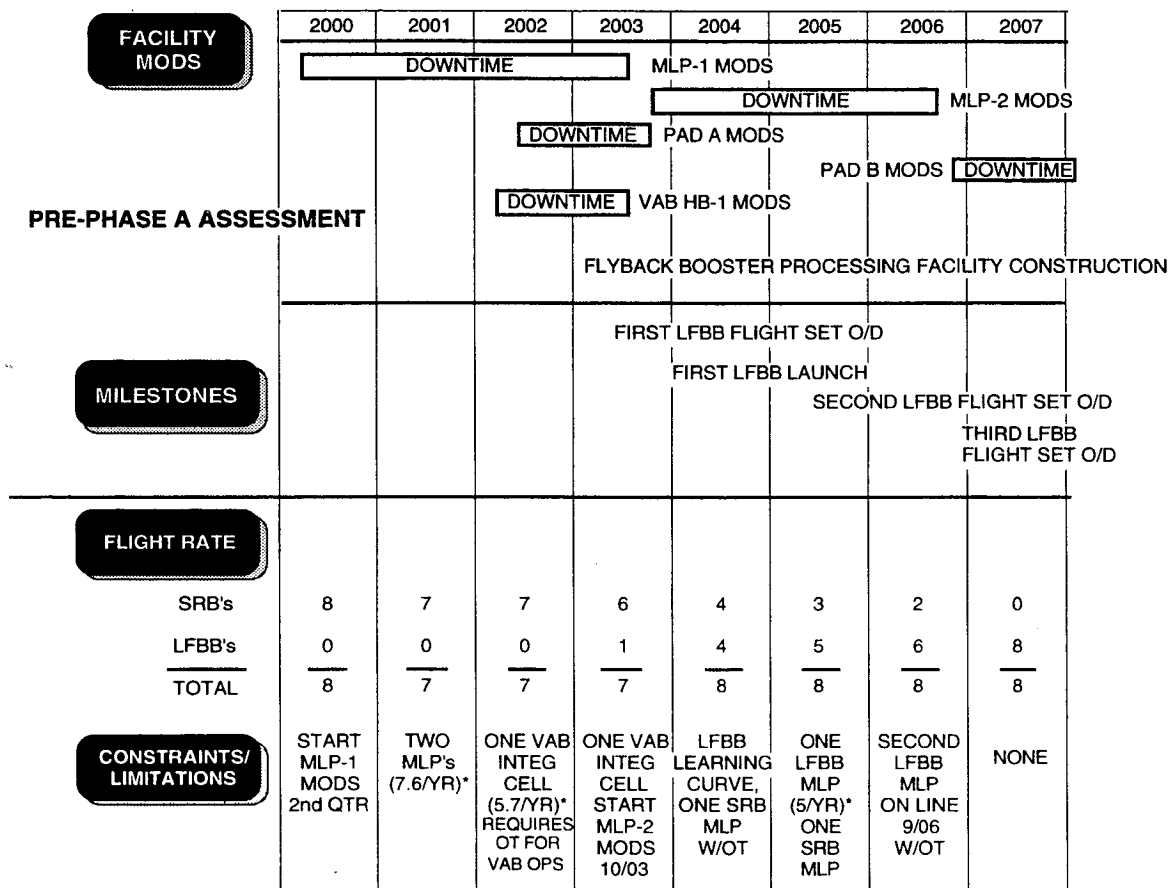 FACILITY
MODS
2000 2001 2002 2003 2004 2005 2006 2007
DOWNTIME MLP-1 MODS
DOWNTIME MLP-2 MODS
DOWNTIME PAD A MODS
PAD B MODS DOWNTIME
DOWNTIME VAB HB-1 MODS
PRE-PHASE A ASSESSMENT
FLYBACK BOOSTER PROCESSING FACILITY CONSTRUCTION
MILESTONES
FIRST LFBB FLIGHT SET O/D
FIRST LFBB LAUNCH
SECOND LFBB FLIGHT SET O/D
THIRD LFBB
FLIGHT SET O/D
FLIGHT RATE
SRB's 8 7 7 6 4 3 2 0
LFBB's 0 0 0 1 4 5 6 8
TOTAL 8 7 7 7 8 8 8 8
CONSTRAINTS/
LIMITATIONS
START
MLP-1
MODS
2nd QTR
TWO
MLP's
(7.6/YR)*
ONE VAB
INTEG
CELL
(5.7/YR)*
REQUIRES
OT FOR
VAB OPS
ONE VAB
INTEG
CELL
START
MLP-2
MODS
10/03
LFBB
LEARNING
CURVE,
ONE SRB
MLP
W/OT
ONE
LFBB
MLP
(5/YR)*
ONE
SRB
MLP
SECOND
LFBB
MLP
ON LINE
9/06
W/OT
NONE